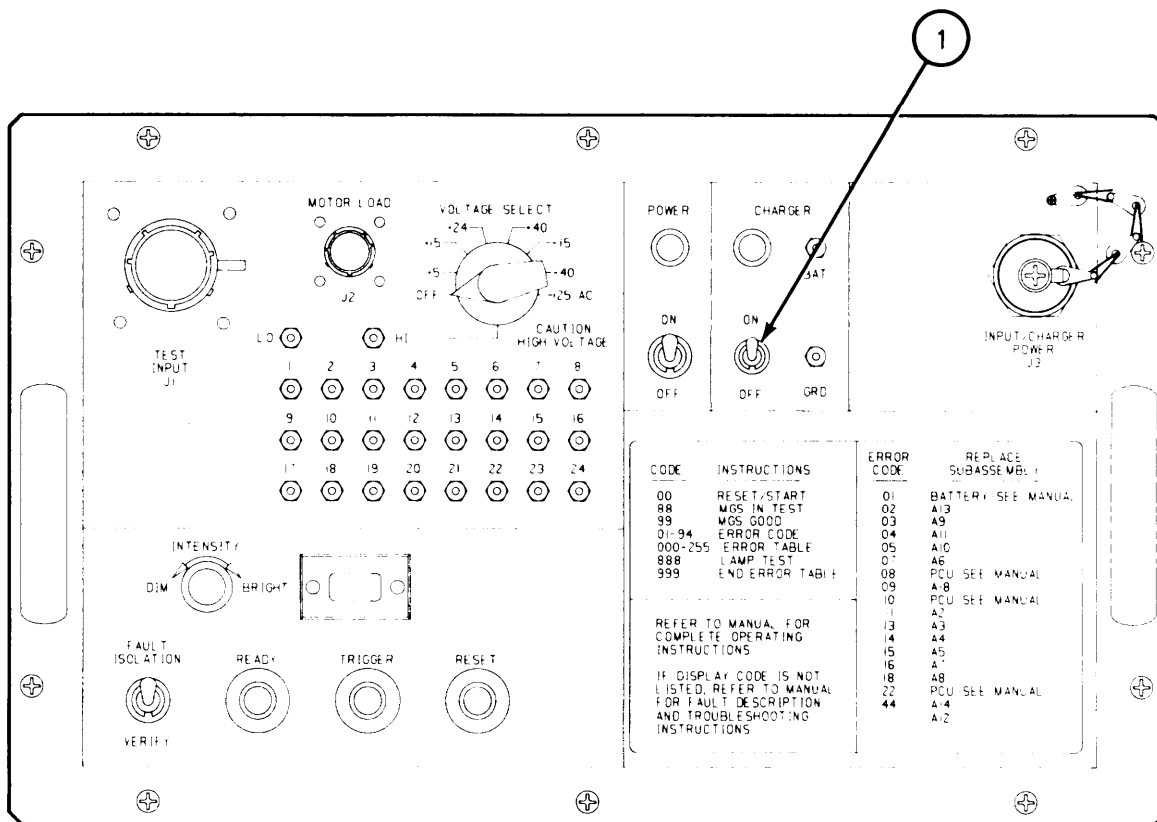 1
MOTOR LOAD
J2
VOLTAGE SELECT
+24
+40
+15
-15
+5
-40
OFF
+25 AC
CAUTION
HIGH VOLTAGE
TEST
INPUT
J1
LO
HI
1 2 3 4 5 6 7 8
9 10 11 12 13 14 15 16
17 18 19 20 21 22 23 24
POWER
ON
OFF
CHARGER
BAT
ON
OFF
GRD
INPUT/CHARGER
POWER
J3
INTENSITY
DIM
BRIGHT
FAULT
ISOLATION
VERIFY
READY
TRIGGER
RESET
CODE INSTRUCTIONS
00 RESET/START
88 MGS IN TEST
99 MGS GOOD
01-94 ERROR CODE
000-255 ERROR TABLE
888 LAMP TEST
999 END ERROR TABLE
REFER TO MANUAL FOR
COMPLETE OPERATING
INSTRUCTIONS
IF DISPLAY CODE IS NOT
LISTED, REFER TO MANUAL
FOR FAULT DESCRIPTION
AND TROUBLESHOOTING
INSTRUCTIONS
ERROR
CODE
REPLACE
SUBASSEMBLY
01 BATTERY-SEE MANUAL
02 A13
03 A9
04 A11
05 A10
07 A6
08 PCU SEE MANUAL
09 A18
10 PCU SEE MANUAL
11 A2
13 A3
14 A4
15 A5
16 A7
18 A8
22 PCU SEE MANUAL
44 A14
A12